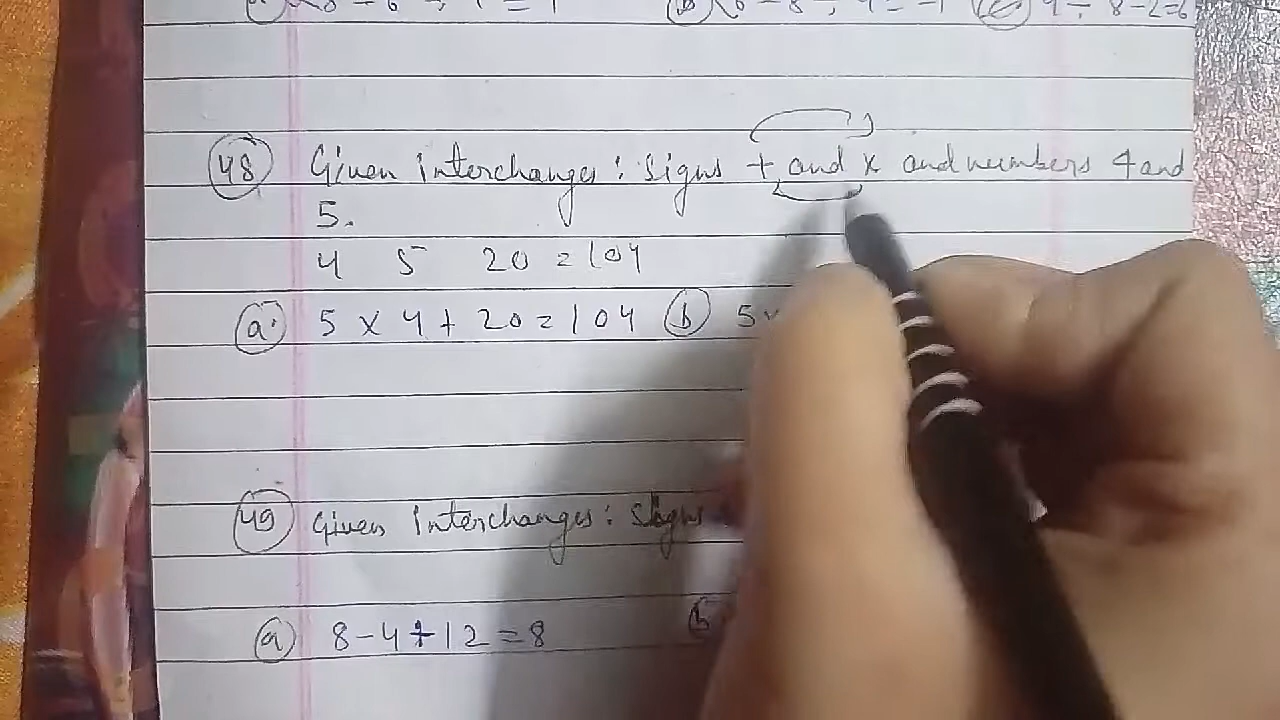 (48) Given interchanges: Signs + and × and numbers 4 and
5.
4 5 20 = 104
(a) 5 × 4 + 20 = 104 (b) 5 ×
(49) Given Interchanges: Signs
(a) 8 - 4 + 12 = 8 (b)